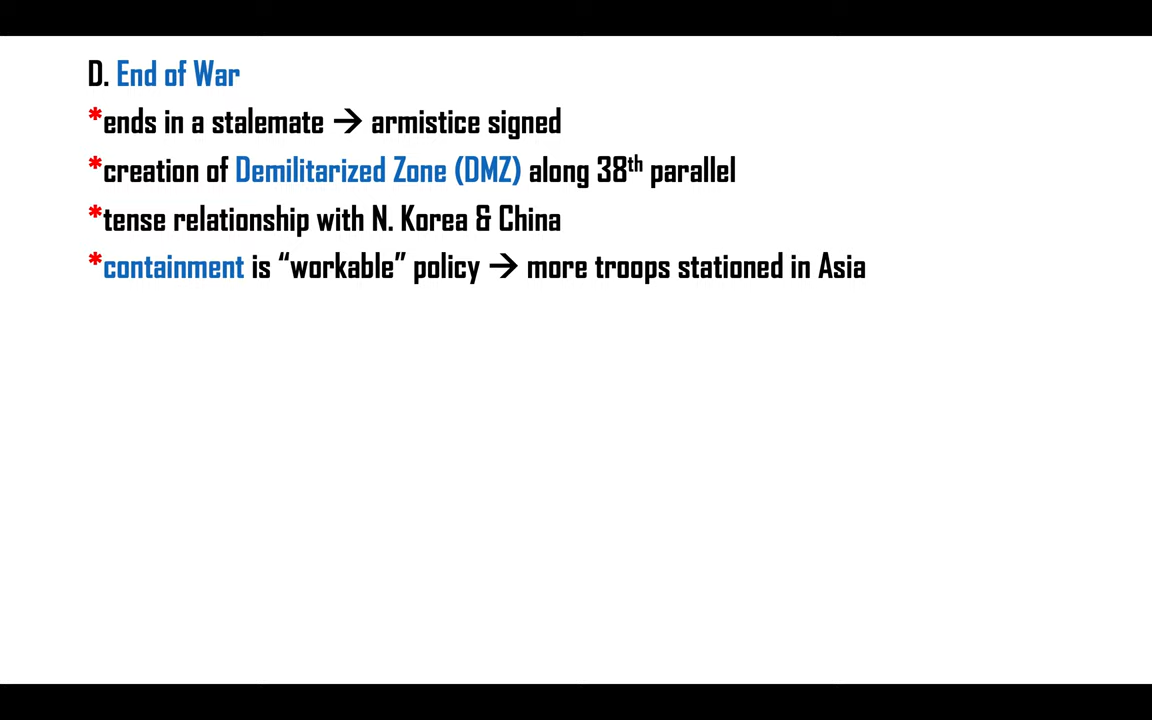 D. End of War
*ends in a stalemate → armistice signed
*creation of Demilitarized Zone (DMZ) along 38th parallel
*tense relationship with N. Korea & China
*containment is “workable” policy → more troops stationed in Asia